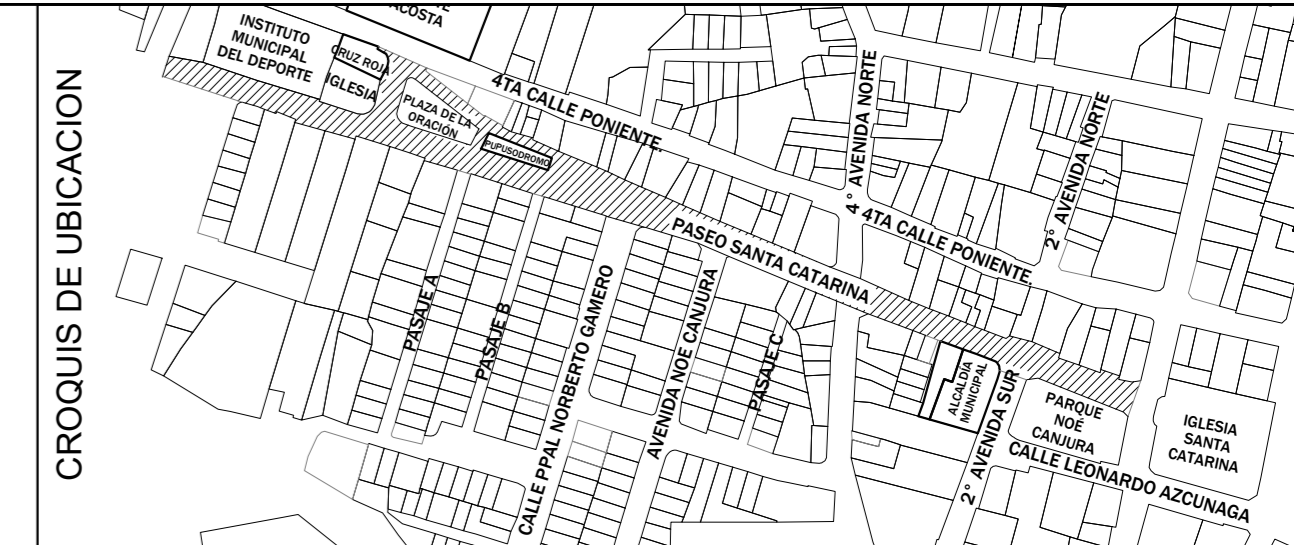 CROQUIS DE UBICACION
ACOSTA
INSTITUTO
MUNICIPAL
DEL DEPORTE
CRUZ ROJA
IGLESIA
PLAZA DE LA
ORACIÓN
PUPUSODROMO
4TA CALLE PONIENTE.
4° AVENIDA NORTE
2° AVENIDA NORTE
4TA CALLE PONIENTE.
PASEO SANTA CATARINA
PASAJE A
PASAJE B
CALLE PPAL NORBERTO GAMERO
AVENIDA NOE CANJURA
PASAJE C
ALCALDÍA
MUNICIPAL
2° AVENIDA SUR
PARQUE
NOÉ
CANJURA
IGLESIA
SANTA
CATARINA
CALLE LEONARDO AZCUNAGA